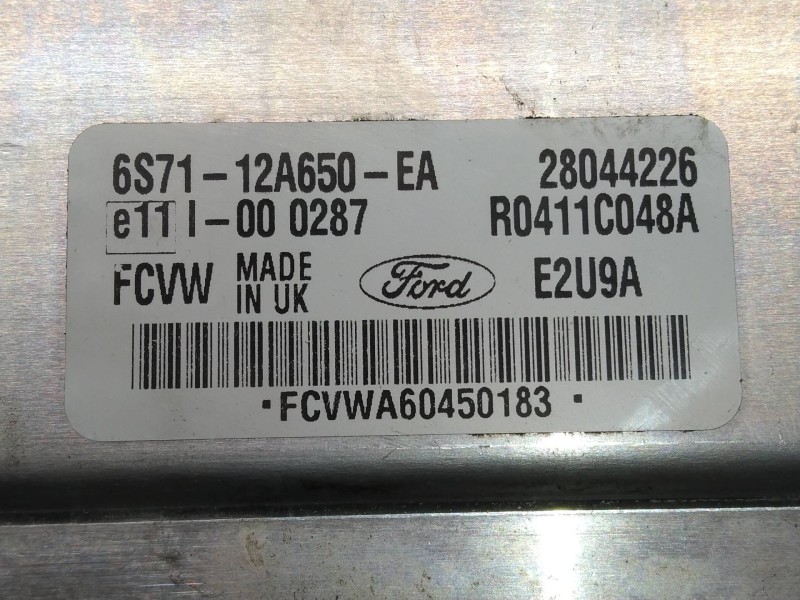 6S71-12A650-EA 28044226
e11 I-00 0287 R0411C048A
FCVW MADE IN UK Ford E2U9A
·FCVWA60450183·